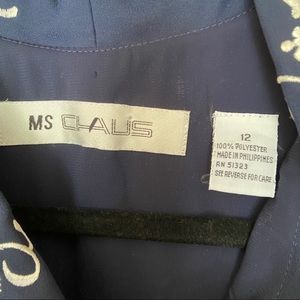 MS CHAUS
12
100% POLYESTER
MADE IN PHILIPPINES
RN 51323
SEE REVERSE FOR CARE